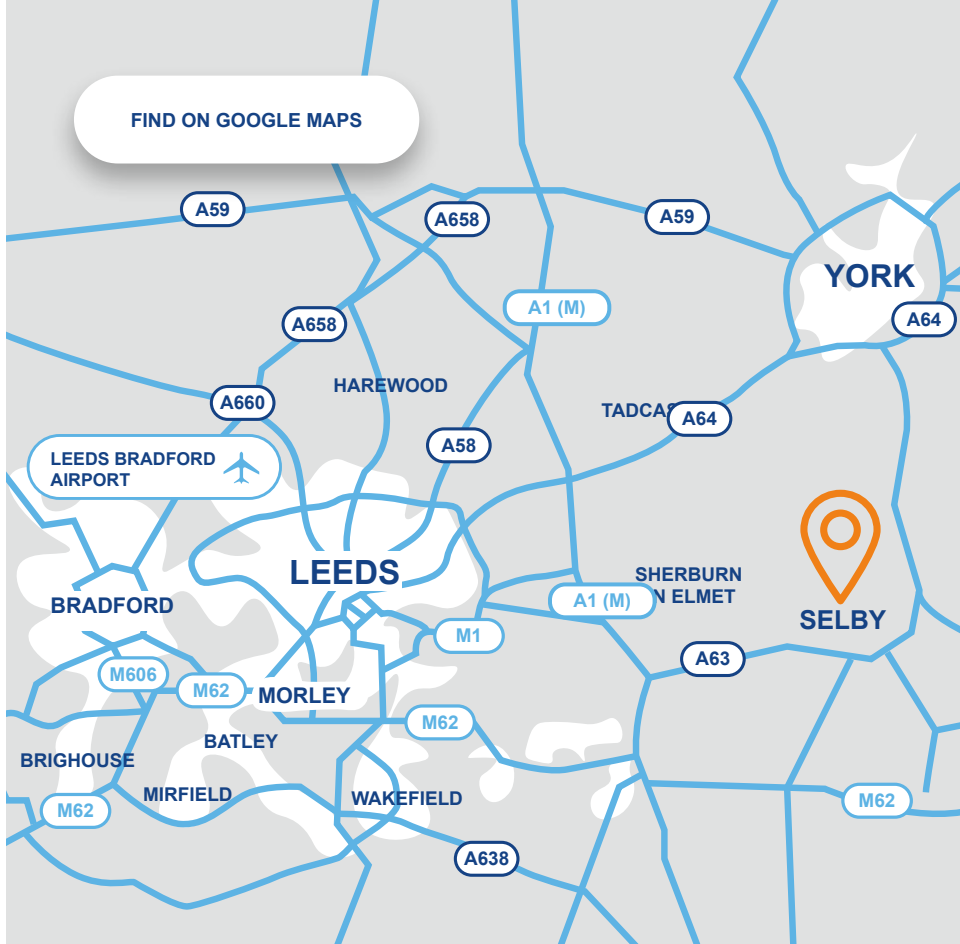 FIND ON GOOGLE MAPS
A59
A658
A59
YORK
A1 (M)
A64
A658
HAREWOOD
A660
TADCAS
A64
A58
LEEDS BRADFORD
AIRPORT
LEEDS
SHERBURN
N ELMET
A1 (M)
BRADFORD
SELBY
M1
A63
M606
M62
MORLEY
M62
BATLEY
BRIGHOUSE
MIRFIELD
WAKEFIELD
M62
M62
A638